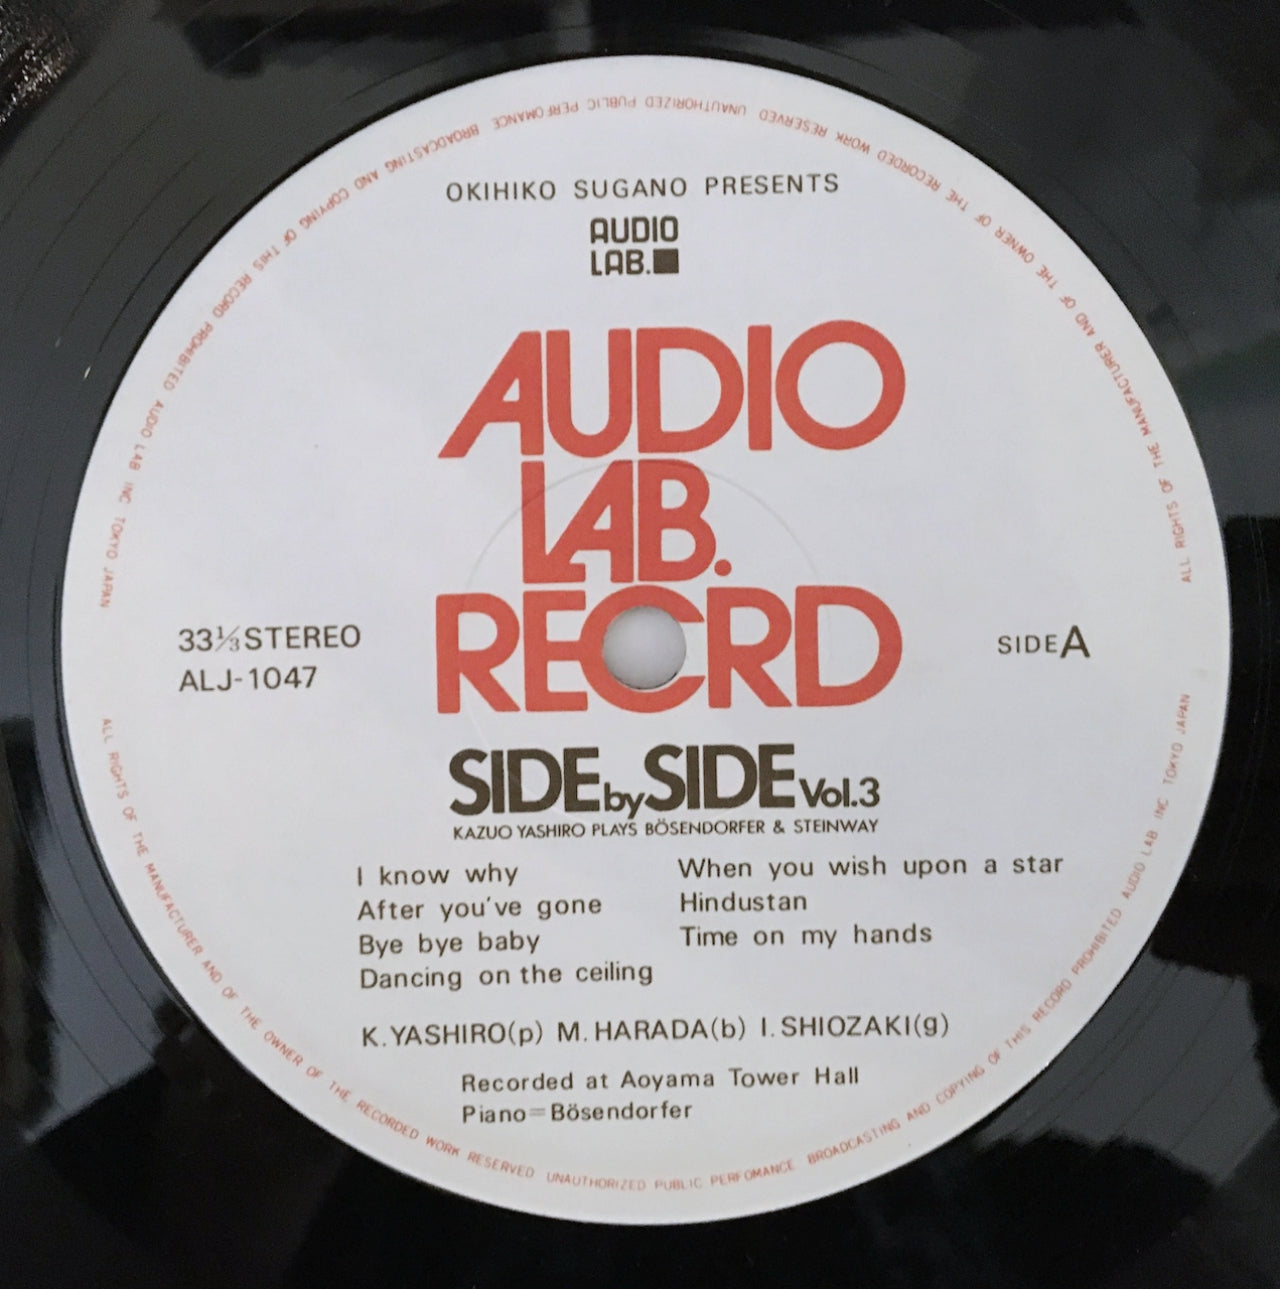 OKIHIKO SUGANO PRESENTS
AUDIO
LAB.
AUDIO
LAB.
RECRD
33⅓ STEREO
ALJ-1047
SIDE A
SIDE by SIDE Vol.3
KAZUO YASHIRO PLAYS BÖSENDORFER & STEINWAY
I know why
After you've gone
Bye bye baby
Dancing on the ceiling
When you wish upon a star
Hindustan
Time on my hands
K.YASHIRO(p) M.HARADA(b) I.SHIOZAKI(g)
Recorded at Aoyama Tower Hall
Piano=Bösendorfer
ALL RIGHTS OF THE MANUFACTURER AND OF THE OWNER OF THE RECORDED WORK RESERVED UNAUTHORIZED PUBLIC PERFOMANCE BROADCASTING AND COPYING OF THIS RECORD PROHIBITED AUDIO LAB INC TOKYO JAPAN
ALL RIGHTS OF THE MANUFACTURER AND OF THE OWNER OF THE RECORDED WORK RESERVED UNAUTHORIZED PUBLIC PERFOMANCE BROADCASTING AND COPYING OF THIS RECORD PROHIBITED AUDIO LAB INC TOKYO JAPAN